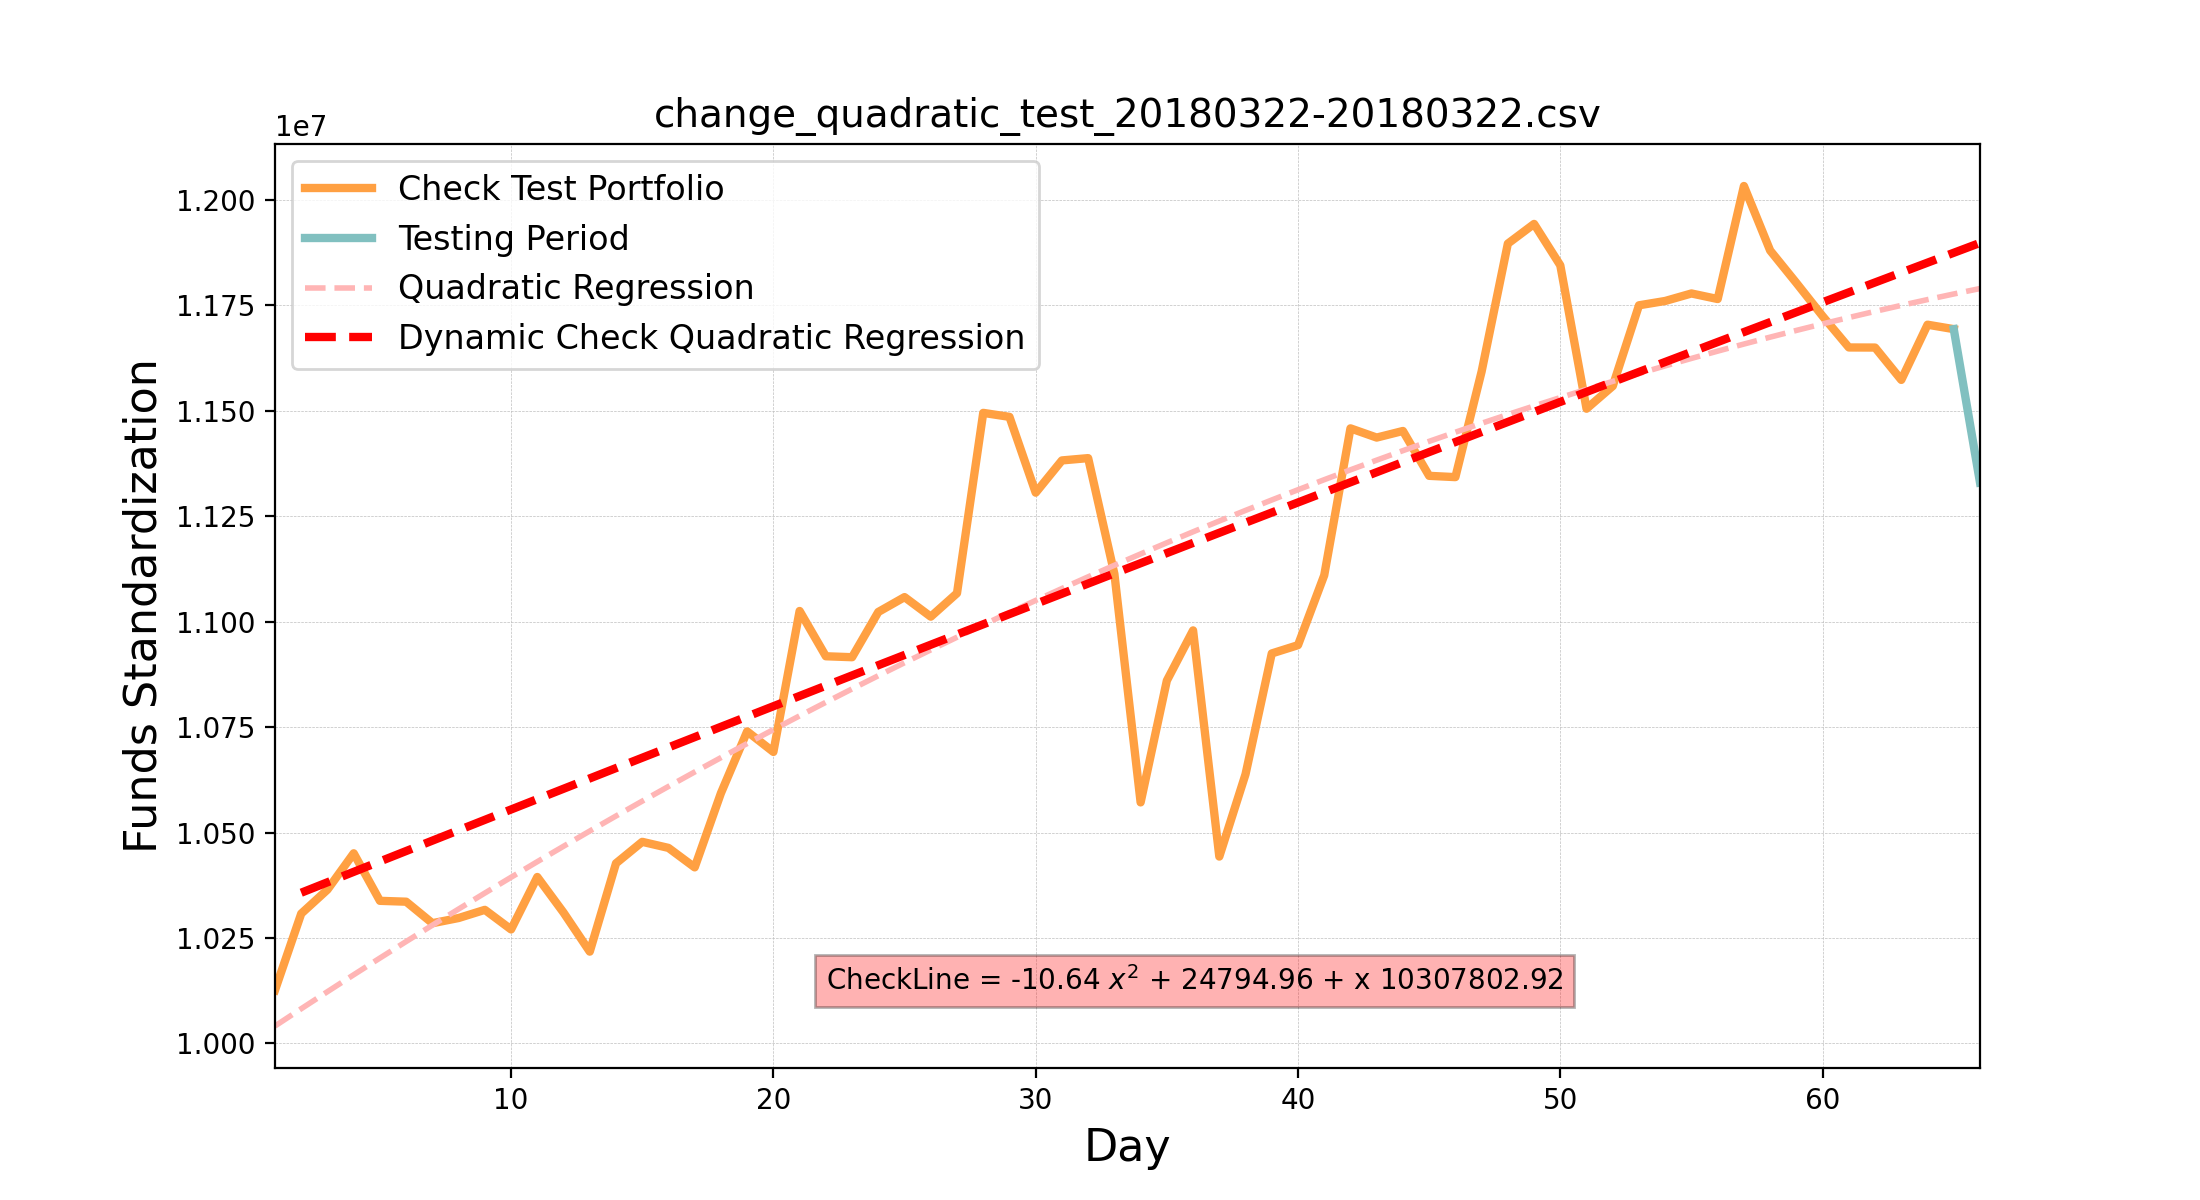 change_quadratic_test_20180322-20180322.csv
1e7
Check Test Portfolio
Testing Period
Quadratic Regression
Dynamic Check Quadratic Regression
Funds Standardization
1.200
1.175
1.150
1.125
1.100
1.075
1.050
1.025
1.000
CheckLine = -10.64 x² + 24794.96 + x 10307802.92
10 20 30 40 50 60
Day